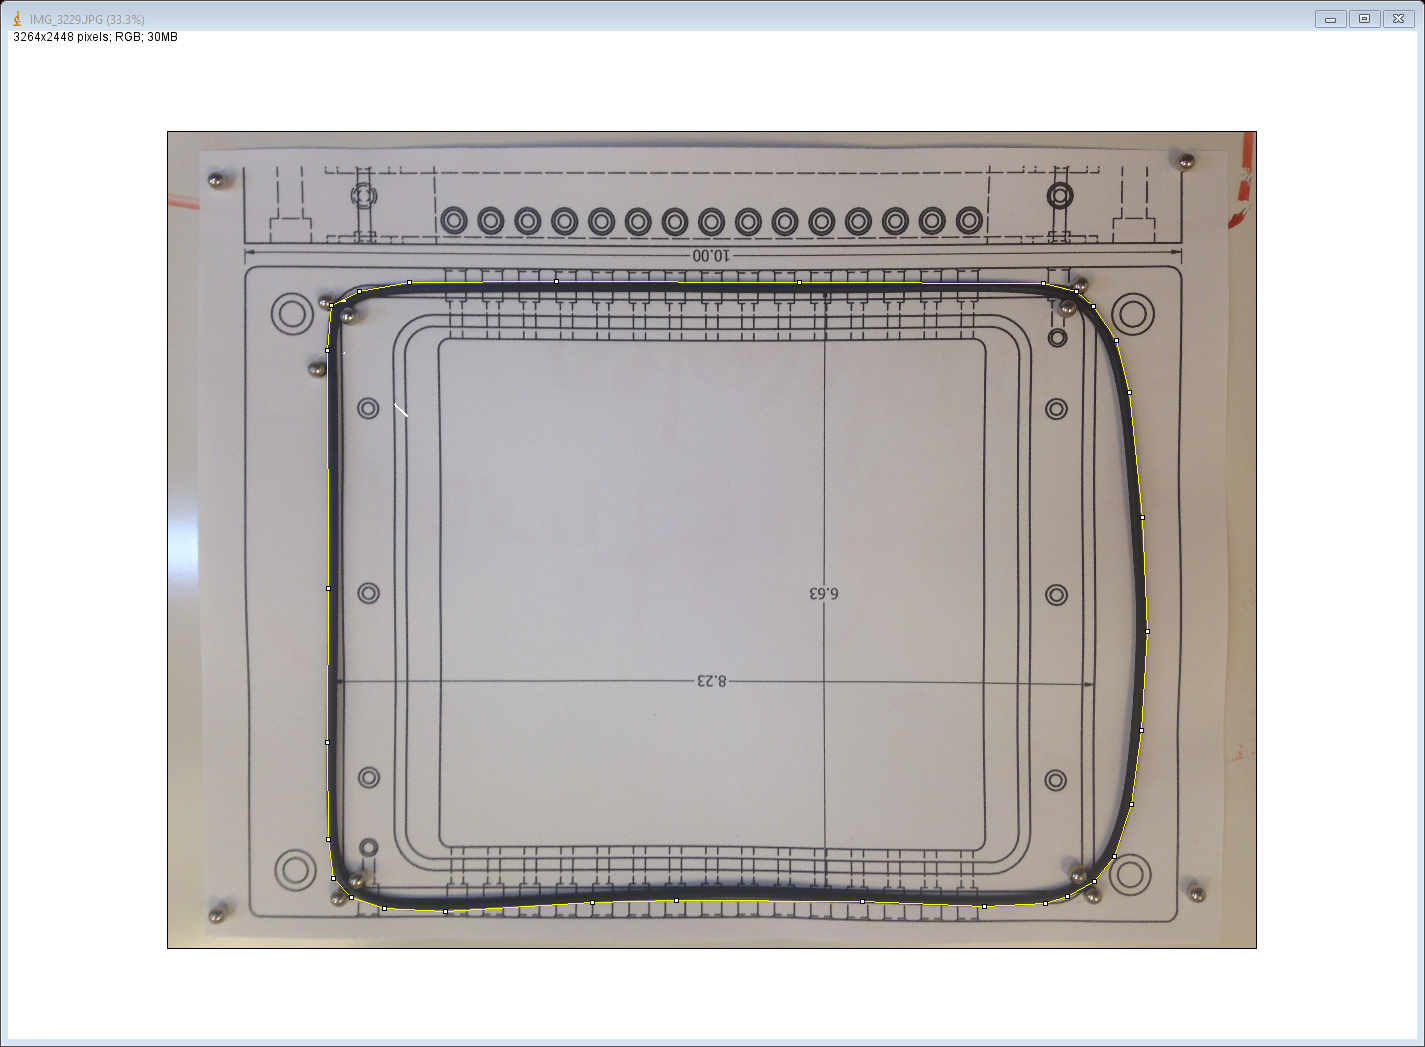 IMG_3229.JPG (33.3%)
3264x2448 pixels; RGB; 30MB
10.00
6.63
8.23